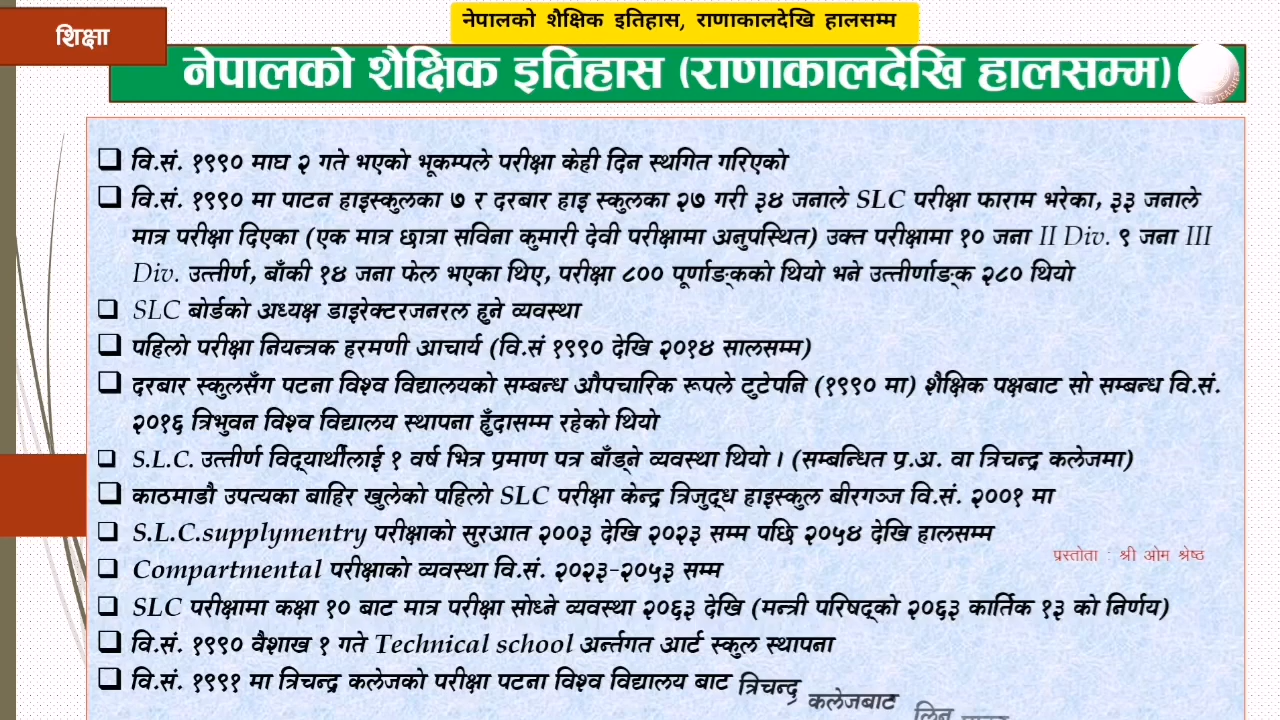 नेपालको शैक्षिक इतिहास, राणाकालदेखि हालसम्म
शिक्षा
नेपालको शैक्षिक इतिहास (राणाकालदेखि हालसम्म)
वि.सं. १९९० माघ २ गते भएको भूकम्पले परीक्षा केही दिन स्थगित गरिएको
वि.सं. १९९० मा पाटन हाइस्कुलका ७ र दरबार हाइ स्कुलका २७ गरी ३४ जनाले SLC परीक्षा फाराम भरेका, ३३ जनाले
मात्र परीक्षा दिएका (एक मात्र छात्रा सविना कुमारी देवी परीक्षामा अनुपस्थित) उक्त परीक्षामा १० जना II Div. ९ जना III
Div. उत्तीर्ण, बाँकी १४ जना फेल भएका थिए, परीक्षा ८०० पूर्णाङ्कको थियो भने उत्तीर्णाङ्क २८० थियो
SLC बोर्डको अध्यक्ष डाइरेक्टरजनरल हुने व्यवस्था
पहिलो परीक्षा नियन्त्रक हरमणी आचार्य (वि.सं १९९० देखि २०१४ सालसम्म)
दरबार स्कुलसँग पटना विश्व विद्यालयको सम्बन्ध औपचारिक रूपले टुटेपनि (१९९० मा) शैक्षिक पक्षबाट सो सम्बन्ध वि.सं.
२०१६ त्रिभुवन विश्व विद्यालय स्थापना हुँदासम्म रहेको थियो
S.L.C. उत्तीर्ण विद्यार्थीलाई १ वर्ष भित्र प्रमाण पत्र बाँड्ने व्यवस्था थियो । (सम्बन्धित प्र.अ. वा त्रिचन्द्र कलेजमा)
काठमाडौ उपत्यका बाहिर खुलेको पहिलो SLC परीक्षा केन्द्र त्रिजुद्ध हाइस्कुल बीरगञ्ज वि.सं. २००१ मा
S.L.C.supplymentry परीक्षाको सुरआत २००३ देखि २०२३ सम्म पछि २०५४ देखि हालसम्म
प्रस्तोता : श्री ओम श्रेष्ठ
Compartmental परीक्षाको व्यवस्था वि.सं. २०२३-२०५३ सम्म
SLC परीक्षामा कक्षा १० बाट मात्र परीक्षा सोध्ने व्यवस्था २०६३ देखि (मन्त्री परिषद्को २०६३ कार्तिक १३ को निर्णय)
वि.सं. १९९० वैशाख १ गते Technical school अर्न्तगत आर्ट स्कुल स्थापना
वि.सं. १९९१ मा त्रिचन्द्र कलेजको परीक्षा पटना विश्व विद्यालय बाट त्रिचन्द्र कलेजबाट लिन